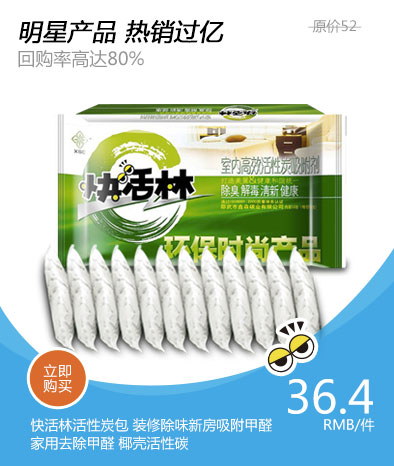 明星产品 热销过亿
原价52
回购率高达80%
快活林
室内高效活性炭吸附剂
除臭 解毒 清新 健康
环保时尚产品
立即
购买
36.4
RMB/件
快活林活性炭包 装修除味新房吸附甲醛
家用去除甲醛 椰壳活性碳